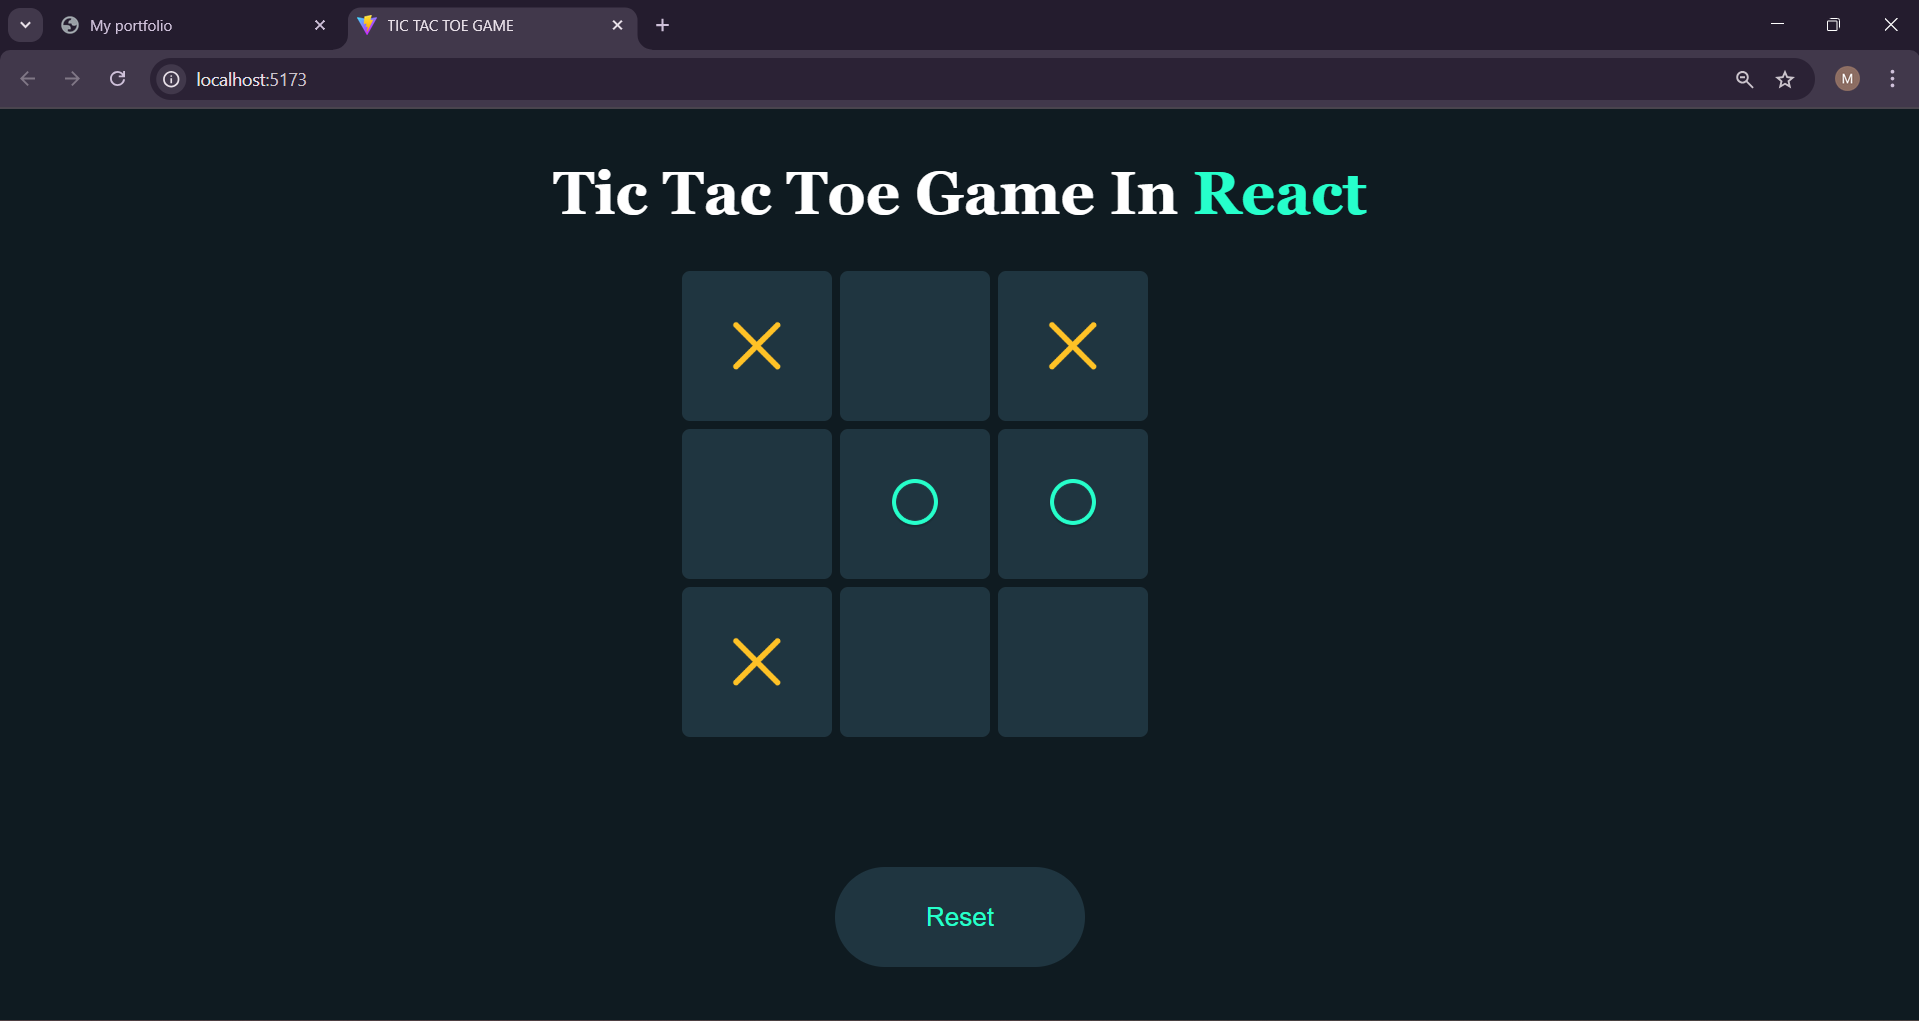 My portfolio
TIC TAC TOE GAME
localhost:5173
M
Tic Tac Toe Game In React
Reset